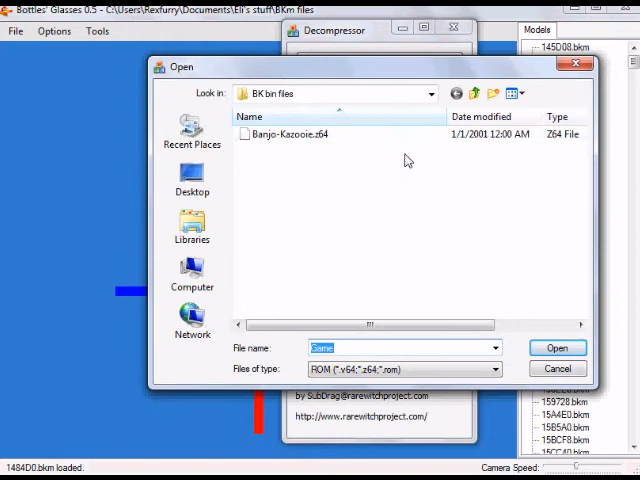 Bottles' Glasses 0.5 - C:\Users\Rexfurry\Documents\Eli's stuff\BKm files
File Options Tools
Decompressor
Models
145D08.bkm
Open
Look in: BK bin files
Name Date modified Type
Banjo-Kazooie.z64 1/1/2001 12:00 AM Z64 File
Recent Places
Desktop
Libraries
Computer
Network
File name: Game Open
Files of type: ROM (*.v64;*.z64;*.rom) Cancel
by SubDrag@rarewitchproject.com
http://www.rarewitchproject.com/
159728.bkm
15A4E0.bkm
15B5A0.bkm
15BCF8.bkm
1484D0.bkm loaded. Camera Speed: